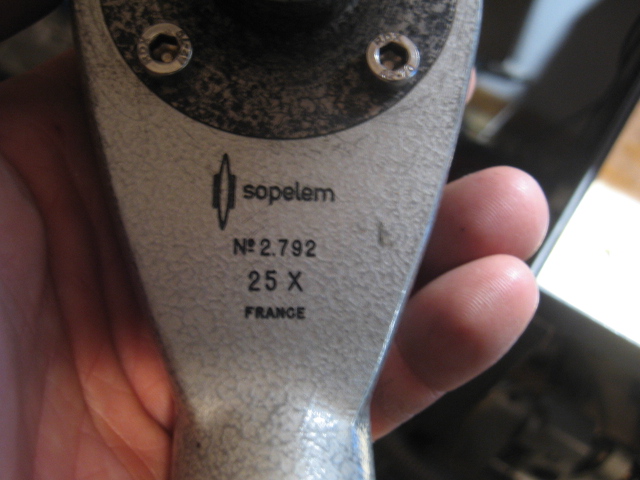 sopelem
Nº 2.792
25 X
FRANCE